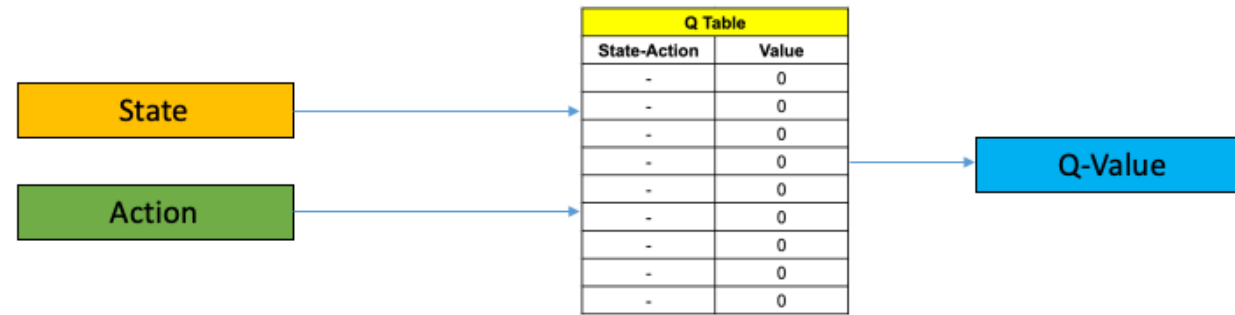 Q Table
State-Action Value
- 0
- 0
- 0
- 0
- 0
- 0
- 0
- 0
- 0
State
Action
Q-Value